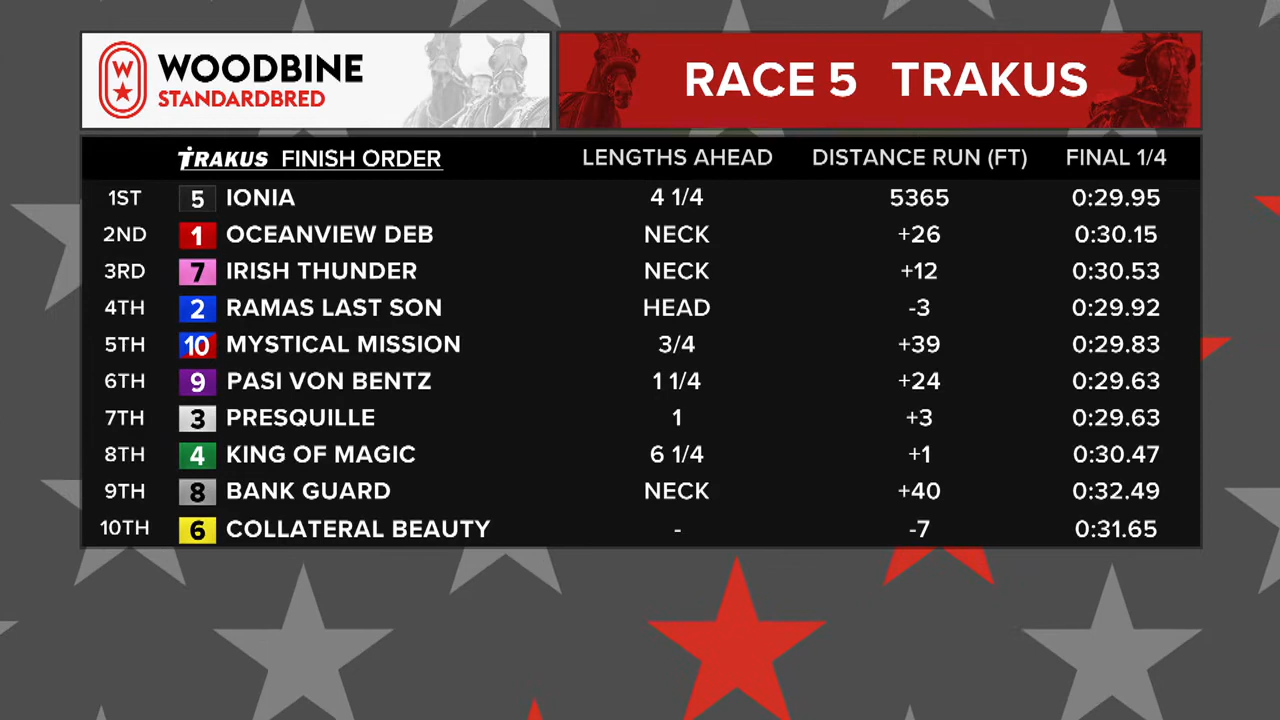 W
WOODBINE
STANDARDBRED
RACE 5 TRAKUS
TRAKUS FINISH ORDER LENGTHS AHEAD DISTANCE RUN (FT) FINAL 1/4
1ST 5 IONIA 4 1/4 5365 0:29.95
2ND 1 OCEANVIEW DEB NECK +26 0:30.15
3RD 7 IRISH THUNDER NECK +12 0:30.53
4TH 2 RAMAS LAST SON HEAD -3 0:29.92
5TH 10 MYSTICAL MISSION 3/4 +39 0:29.83
6TH 9 PASI VON BENTZ 1 1/4 +24 0:29.63
7TH 3 PRESQUILLE 1 +3 0:29.63
8TH 4 KING OF MAGIC 6 1/4 +1 0:30.47
9TH 8 BANK GUARD NECK +40 0:32.49
10TH 6 COLLATERAL BEAUTY - -7 0:31.65